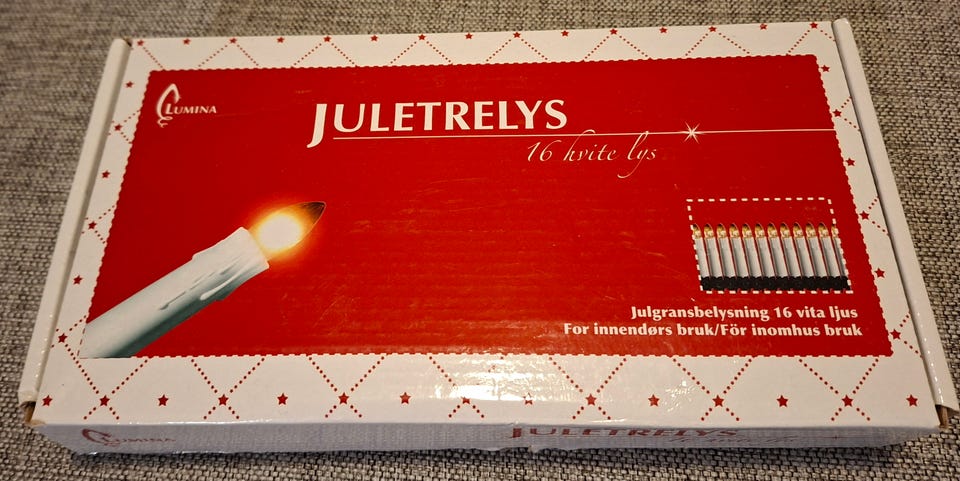 LUMINA
JULETRELYS
16 hvite lys
Julgransbelysning 16 vita ljus
For innendørs bruk/För inomhus bruk
LUMINA
JULETRELYS